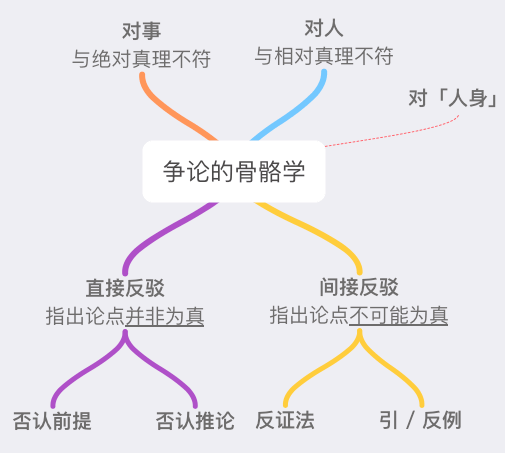 对事
与绝对真理不符
对人
与相对真理不符
对「人身」
争论的骨骼学
直接反驳
指出论点并非为真
间接反驳
指出论点不可能为真
否认前提
否认推论
反证法
引 / 反例